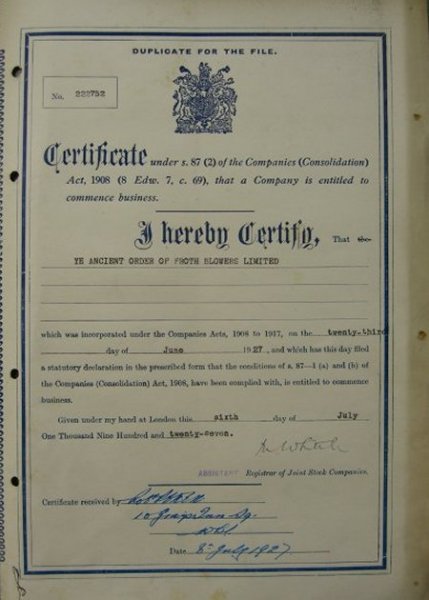 DUPLICATE FOR THE FILE.
No. 222752
Certificate under s. 87 (2) of the Companies (Consolidation)
Act, 1908 (8 Edw. 7, c. 69), that a Company is entitled to
commence business.
I hereby Certify, That the
YE ANCIENT ORDER OF FROTH BLOWERS LIMITED
which was incorporated under the Companies Acts, 1908 to 1917, on the twenty-third
day of June 1927, and which has this day filed
a statutory declaration in the prescribed form that the conditions of s. 87—1 (a) and (b) of
the Companies (Consolidation) Act, 1908, have been complied with, is entitled to commence
business.
Given under my hand at London this sixth day of July
One Thousand Nine Hundred and twenty-seven.
ASSISTANT Registrar of Joint Stock Companies.
Certificate received by
10
Date 8th July 1927